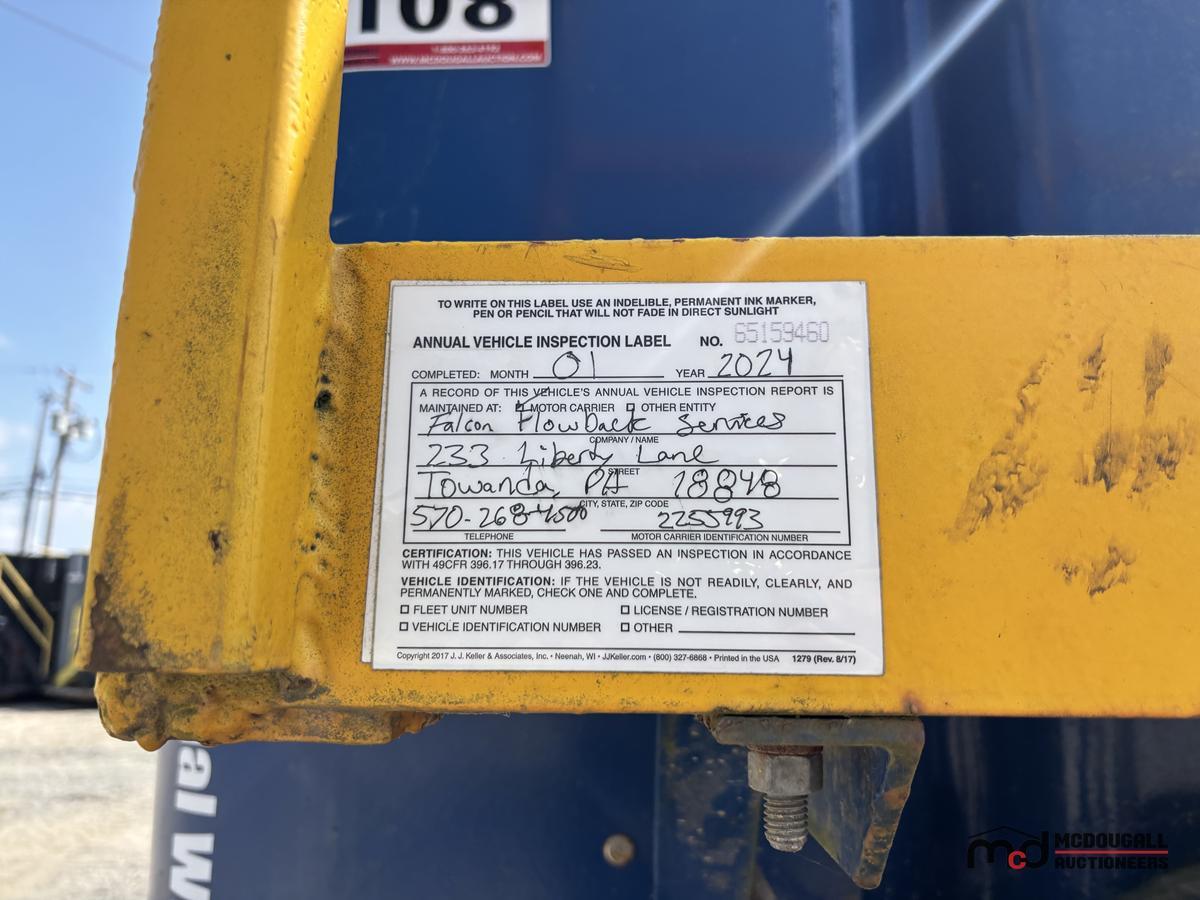 108
WWW.MCDOUGALLAUCTION.COM
TO WRITE ON THIS LABEL USE AN INDELIBLE, PERMANENT INK MARKER,
PEN OR PENCIL THAT WILL NOT FADE IN DIRECT SUNLIGHT
ANNUAL VEHICLE INSPECTION LABEL NO. 65159460
COMPLETED: MONTH 01 YEAR 2024
A RECORD OF THIS VEHICLE'S ANNUAL VEHICLE INSPECTION REPORT IS
MAINTAINED AT: MOTOR CARRIER OTHER ENTITY
Falcon Flowback Services
COMPANY / NAME
233 Liberty Lane
STREET
Towanda, PA 18848
CITY, STATE, ZIP CODE
570-268-4500 2255993
TELEPHONE MOTOR CARRIER IDENTIFICATION NUMBER
CERTIFICATION: THIS VEHICLE HAS PASSED AN INSPECTION IN ACCORDANCE
WITH 49CFR 396.17 THROUGH 396.23.
VEHICLE IDENTIFICATION: IF THE VEHICLE IS NOT READILY, CLEARLY, AND
PERMANENTLY MARKED, CHECK ONE AND COMPLETE.
FLEET UNIT NUMBER LICENSE / REGISTRATION NUMBER
VEHICLE IDENTIFICATION NUMBER OTHER
Copyright 2017 J. J. Keller & Associates, Inc. • Neenah, WI • JJKeller.com • (800) 327-6868 • Printed in the USA 1279 (Rev. 8/17)
al W
mcd MCDOUGALL
AUCTIONEERS